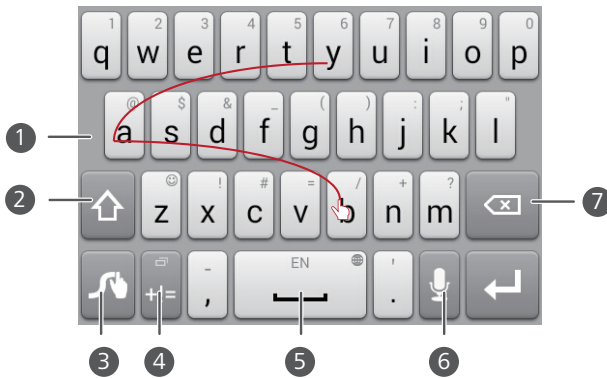 1 2 3 4 5 6 7 8 9 0
q w e r t y u i o p
@ $ & _ ( ) : ; "
a s d f g h j k l
1
! # = / + ?
z x c v b n m
2
7
- EN '
+!= , .
3 4 5 6